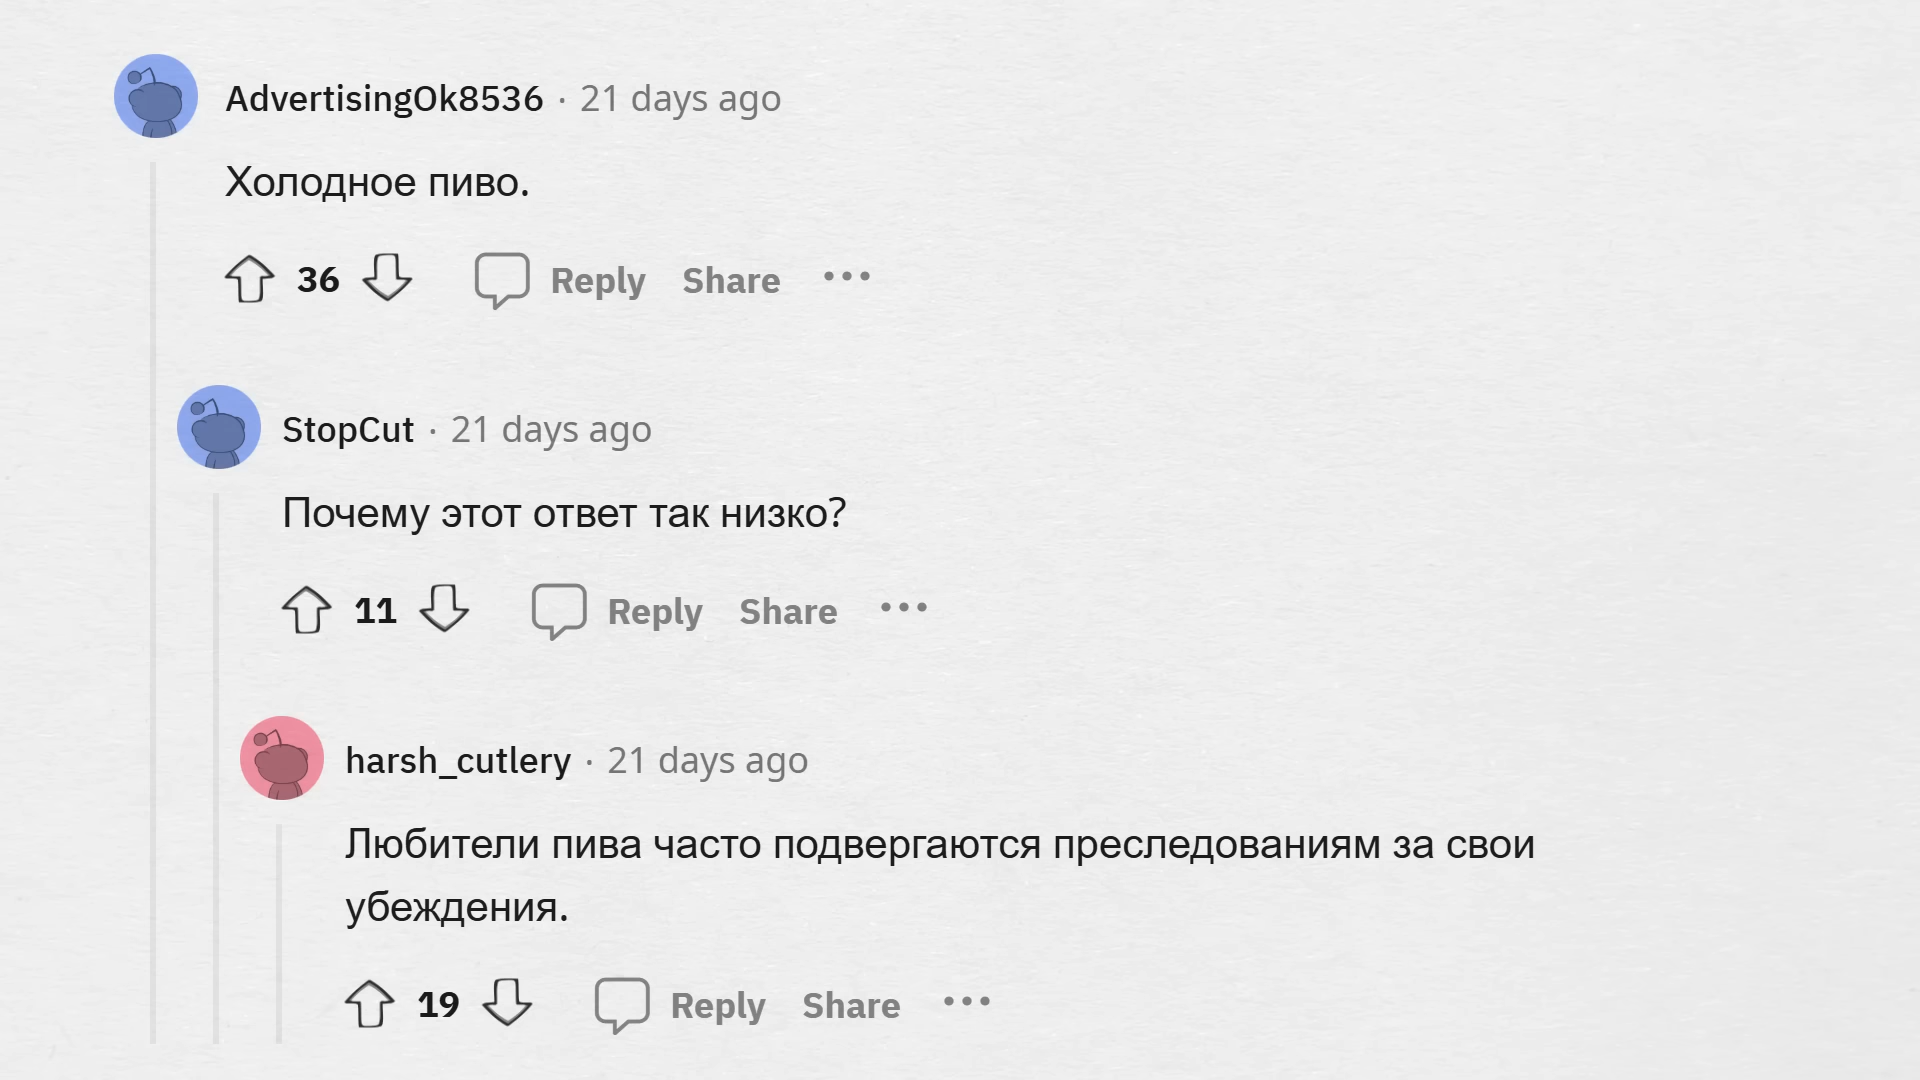 AdvertisingOk8536 · 21 days ago
Холодное пиво.
36 Reply Share •••
StopCut · 21 days ago
Почему этот ответ так низко?
11 Reply Share •••
harsh_cutlery · 21 days ago
Любители пива часто подвергаются преследованиям за свои
убеждения.
19 Reply Share •••